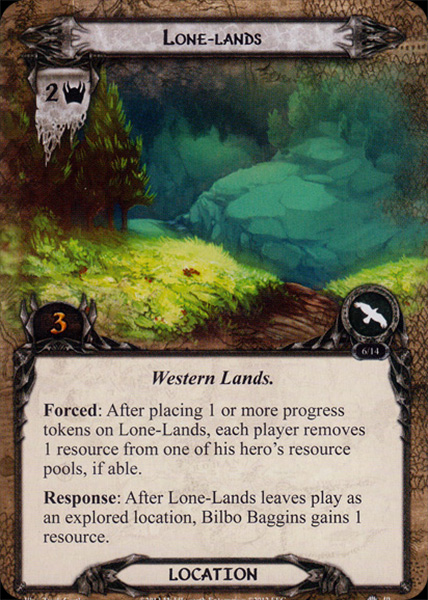 Lone-lands
2
3
6/14
Western Lands.
Forced: After placing 1 or more progress
tokens on Lone-Lands, each player removes
1 resource from one of his hero's resource
pools, if able.
Response: After Lone-Lands leaves play as
an explored location, Bilbo Baggins gains 1
resource.
LOCATION